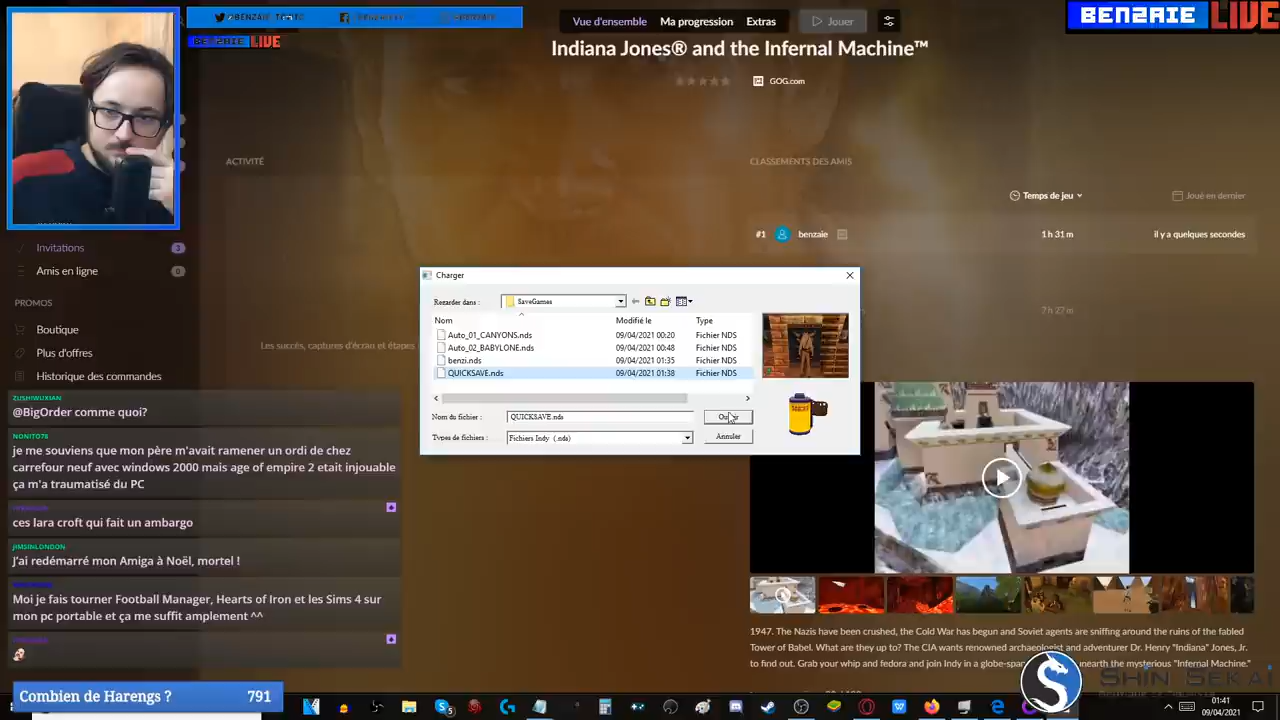 BENZAIE LIVE
BENZAIE LIVE
Vue d'ensemble
Ma progression
Extras
Jouer
Indiana Jones® and the Infernal Machine™
GOG.com
ACTIVITÉ
CLASSEMENTS DES AMIS
Temps de jeu
Joué en dernier
#1
benzaie
1 h 31 m
il y a quelques secondes
7 h 27 m
Invitations
3
Amis en ligne
0
PROMOS
Boutique
Plus d'offres
Historique des commandes
Les succès, captures d'écran et étapes
Charger
Regarder dans :
SaveGames
Nom
Modifié le
Type
Auto_01_CANYONS.nds
09/04/2021 00:20
Fichier NDS
Auto_02_BABYLONE.nds
09/04/2021 00:48
Fichier NDS
benzi.nds
09/04/2021 01:35
Fichier NDS
QUICKSAVE.nds
09/04/2021 01:38
Fichier NDS
Nom du fichier :
QUICKSAVE.nds
Types de fichiers :
Fichiers Indy (.nds)
Annuler
ZUSHIWUXIAN
@BigOrder comme quoi?
NONITO78
je me souviens que mon père m'avait ramener un ordi de chez
carrefour neuf avec windows 2000 mais age of empire 2 etait injouable
ça m'a traumatisé du PC
ces lara croft qui fait un ambargo
JIMSINLONDON
J'ai redémarré mon Amiga à Noël, mortel !
Moi je fais tourner Football Manager, Hearts of Iron et les Sims 4 sur
mon pc portable et ça me suffit amplement ^^
1947. The Nazis have been crushed, the Cold War has begun and Soviet agents are sniffing around the ruins of the fabled
Tower of Babel. What are they up to? The CIA wants renowned archaeologist and adventurer Dr. Henry "Indiana" Jones, Jr.
to find out. Grab your whip and fedora and join Indy in a globe-
unearth the mysterious "Infernal Machine."
SHIN SEKAI
Combien de Harengs ?
791
01:41
09/04/2021